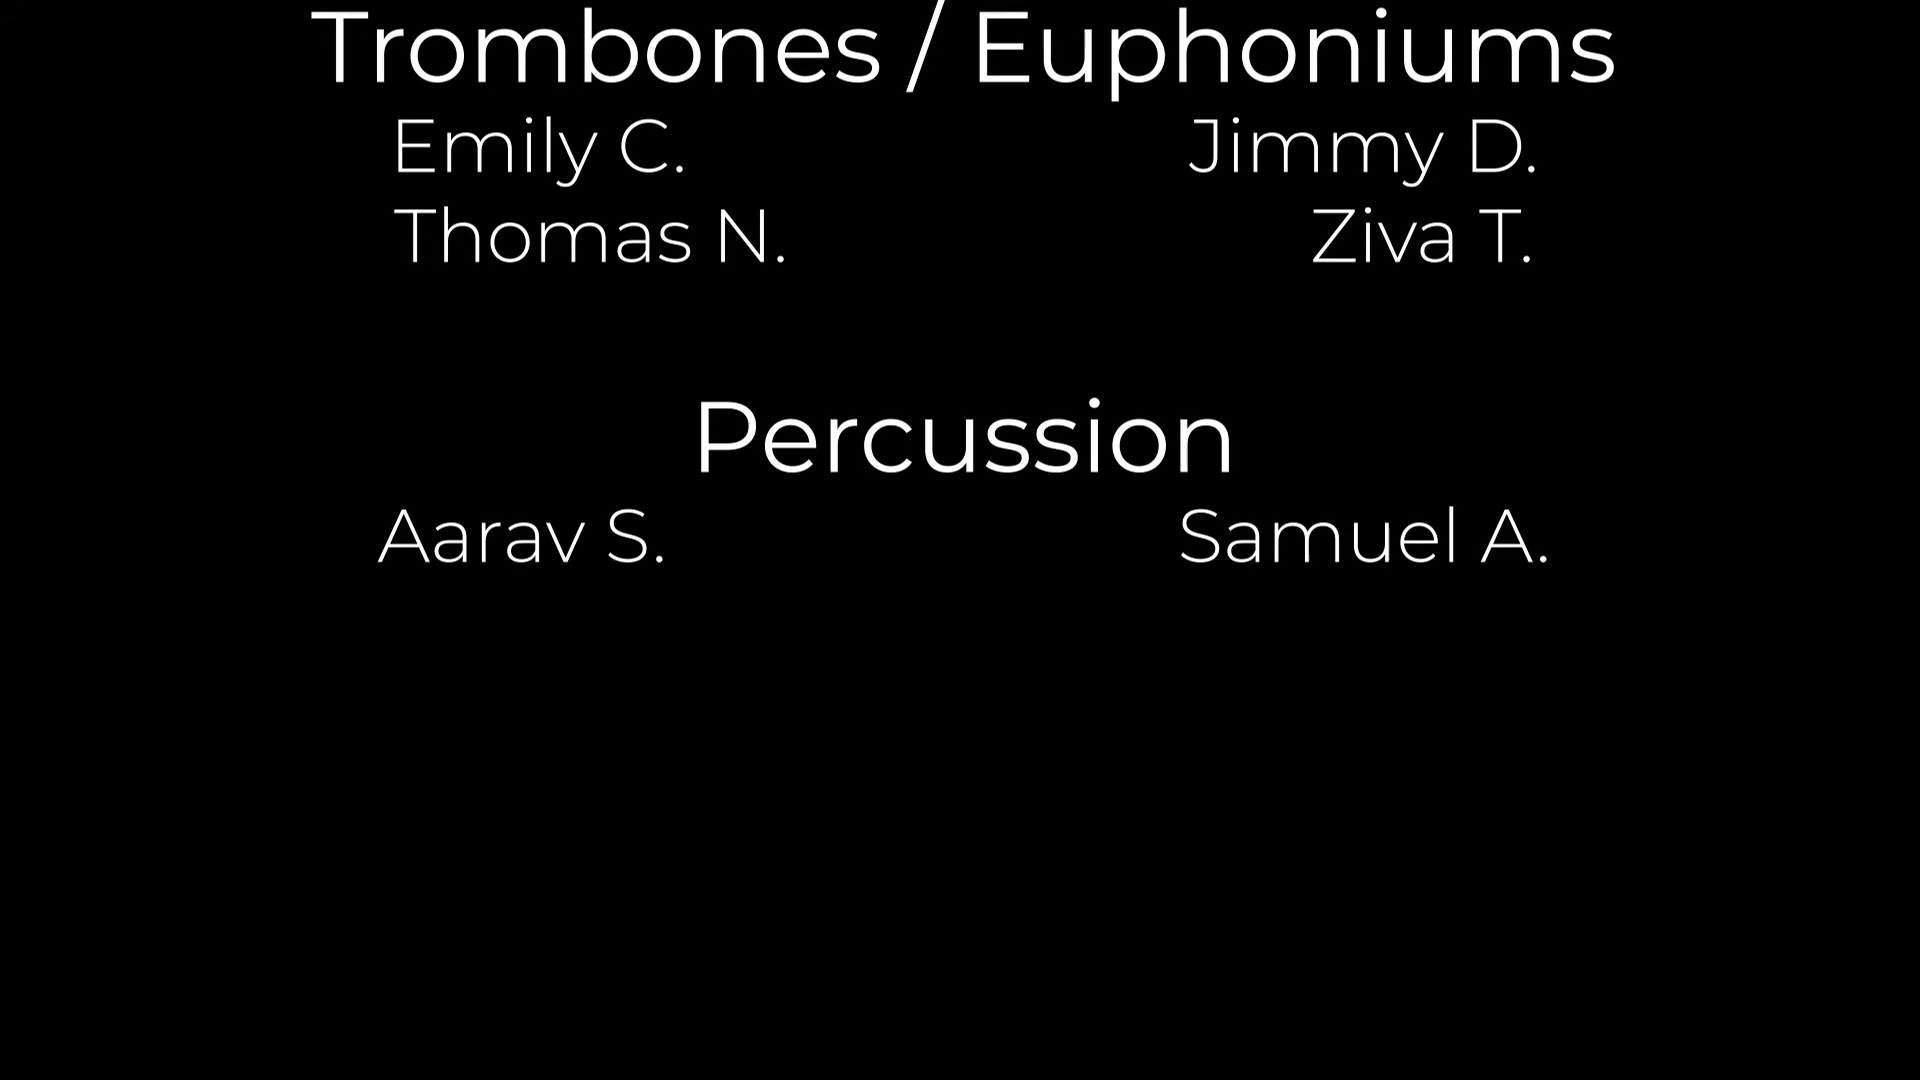 Trombones / Euphoniums
Emily C. Jimmy D.
Thomas N. Ziva T.
Percussion
Aarav S. Samuel A.